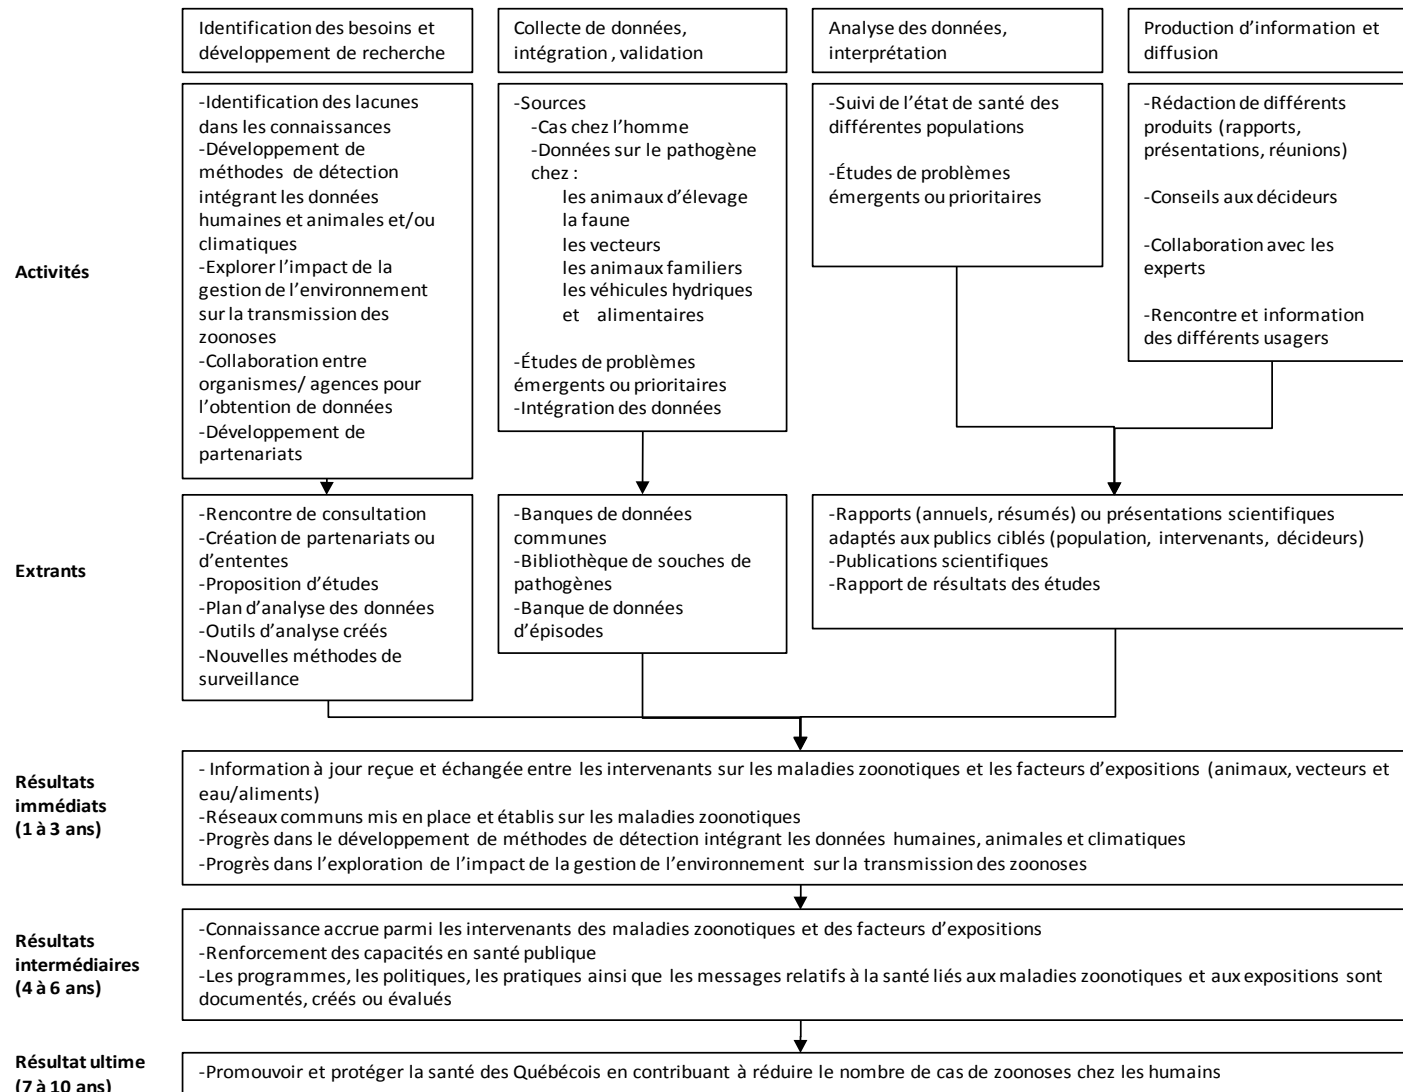 Identification des besoins et
développement de recherche
Collecte de données,
intégration , validation
Analyse des données,
interprétation
Production d'information et
diffusion
Activités
-Identification des lacunes
dans les connaissances
-Développement de
méthodes de détection
intégrant les données
humaines et animales et/ou
climatiques
-Explorer l'impact de la
gestion de l'environnement
sur la transmission des
zoonoses
-Collaboration entre
organismes/ agences pour
l'obtention de données
-Développement de
partenariats
-Sources
-Cas chez l'homme
-Données sur le pathogène
chez :
les animaux d'élevage
la faune
les vecteurs
les animaux familiers
les véhicules hydriques
et alimentaires
-Études de problèmes
émergents ou prioritaires
-Intégration des données
-Suivi de l'état de santé des
différentes populations
-Études de problèmes
émergents ou prioritaires
-Rédaction de différents
produits (rapports,
présentations, réunions)
-Conseils aux décideurs
-Collaboration avec les
experts
-Rencontre et information
des différents usagers
Extrants
-Rencontre de consultation
-Création de partenariats ou
d'ententes
-Proposition d'études
-Plan d'analyse des données
-Outils d'analyse créés
-Nouvelles méthodes de
surveillance
-Banques de données
communes
-Bibliothèque de souches de
pathogènes
-Banque de données
d'épisodes
-Rapports (annuels, résumés) ou présentations scientifiques
adaptés aux publics ciblés (population, intervenants, décideurs)
-Publications scientifiques
-Rapport de résultats des études
Résultats
immédiats
(1 à 3 ans)
- Information à jour reçue et échangée entre les intervenants sur les maladies zoonotiques et les facteurs d'expositions (animaux, vecteurs et
eau/aliments)
-Réseaux communs mis en place et établis sur les maladies zoonotiques
-Progrès dans le développement de méthodes de détection intégrant les données humaines, animales et climatiques
-Progrès dans l'exploration de l'impact de la gestion de l'environnement sur la transmission des zoonoses
Résultats
intermédiaires
(4 à 6 ans)
-Connaissance accrue parmi les intervenants des maladies zoonotiques et des facteurs d'expositions
-Renforcement des capacités en santé publique
-Les programmes, les politiques, les pratiques ainsi que les messages relatifs à la santé liés aux maladies zoonotiques et aux expositions sont
documentés, créés ou évalués
Résultat ultime
(7 à 10 ans)
-Promouvoir et protéger la santé des Québécois en contribuant à réduire le nombre de cas de zoonoses chez les humains